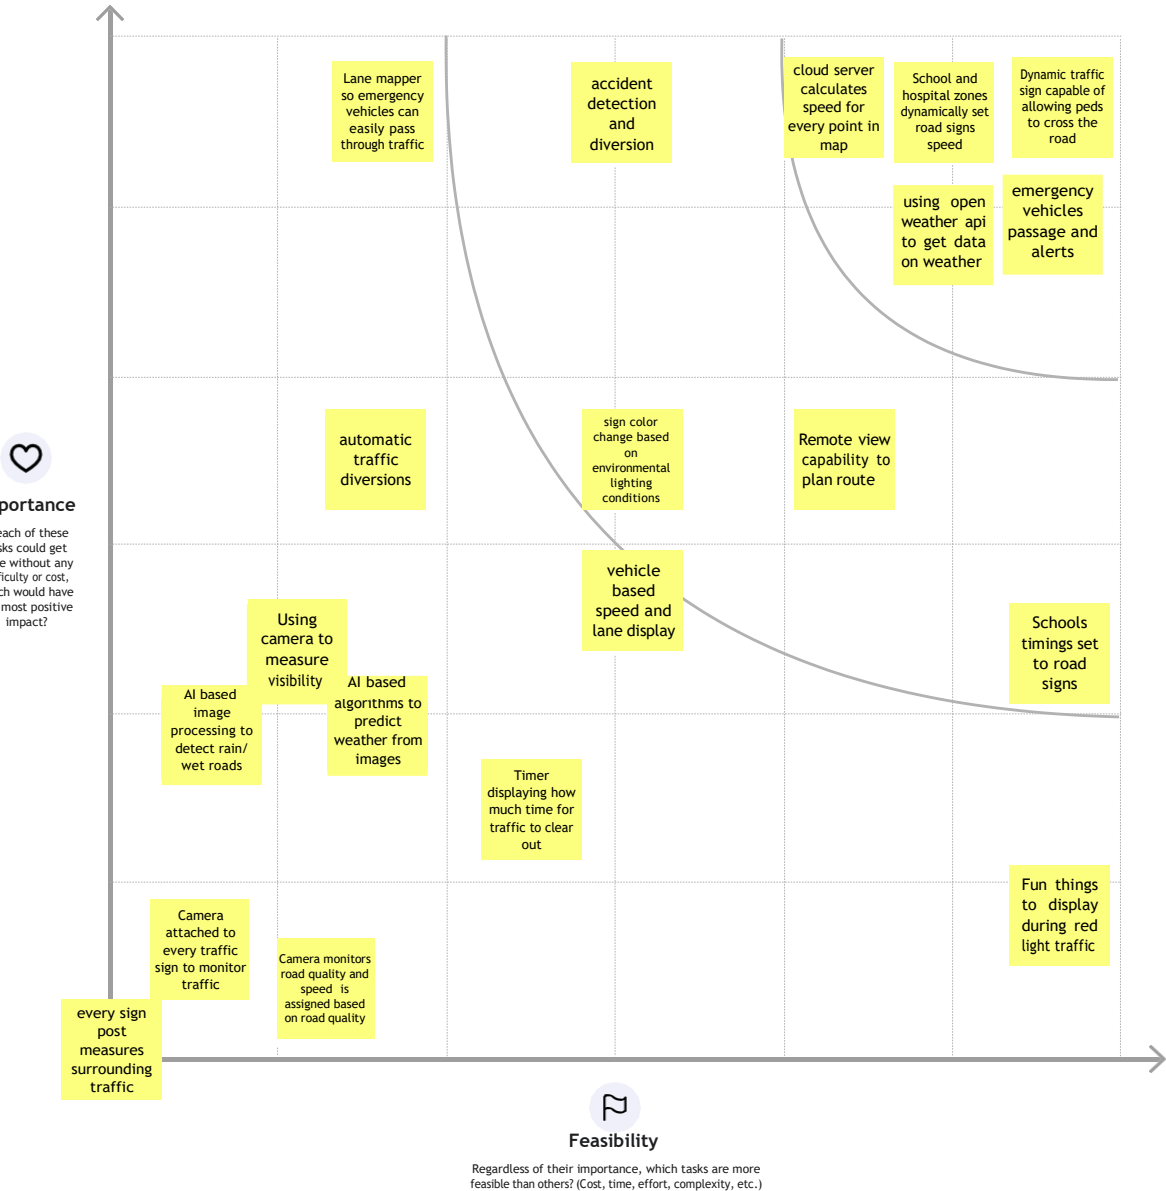 Lane mapper
so emergency
vehicles can
easily pass
through traffic
accident
detection
and
diversion
cloud server
calculates
speed for
every point in
map
School and
hospital zones
dynamically set
road signs
speed
Dynamic traffic
sign capable of
allowing peds
to cross the
road
using open
weather api
to get data
on weather
emergency
vehicles
passage and
alerts
automatic
traffic
diversions
sign color
change based
on
environmental
lighting
conditions
Remote view
capability to
plan route
portance
each of these
sks could get
e without any
ficulty or cost,
ch would have
most positive
impact?
vehicle
based
speed and
lane display
Using
camera to
measure
visibility
Schools
timings set
to road
signs
AI based
image
processing to
detect rain/
wet roads
AI based
algorithms to
predict
weather from
images
Timer
displaying how
much time for
traffic to clear
out
Fun things
to display
during red
light traffic
Camera
attached to
every traffic
sign to monitor
traffic
Camera monitors
road quality and
speed is
assigned based
on road quality
every sign
post
measures
surrounding
traffic
Feasibility
Regardless of their importance, which tasks are more
feasible than others? (Cost, time, effort, complexity, etc.)